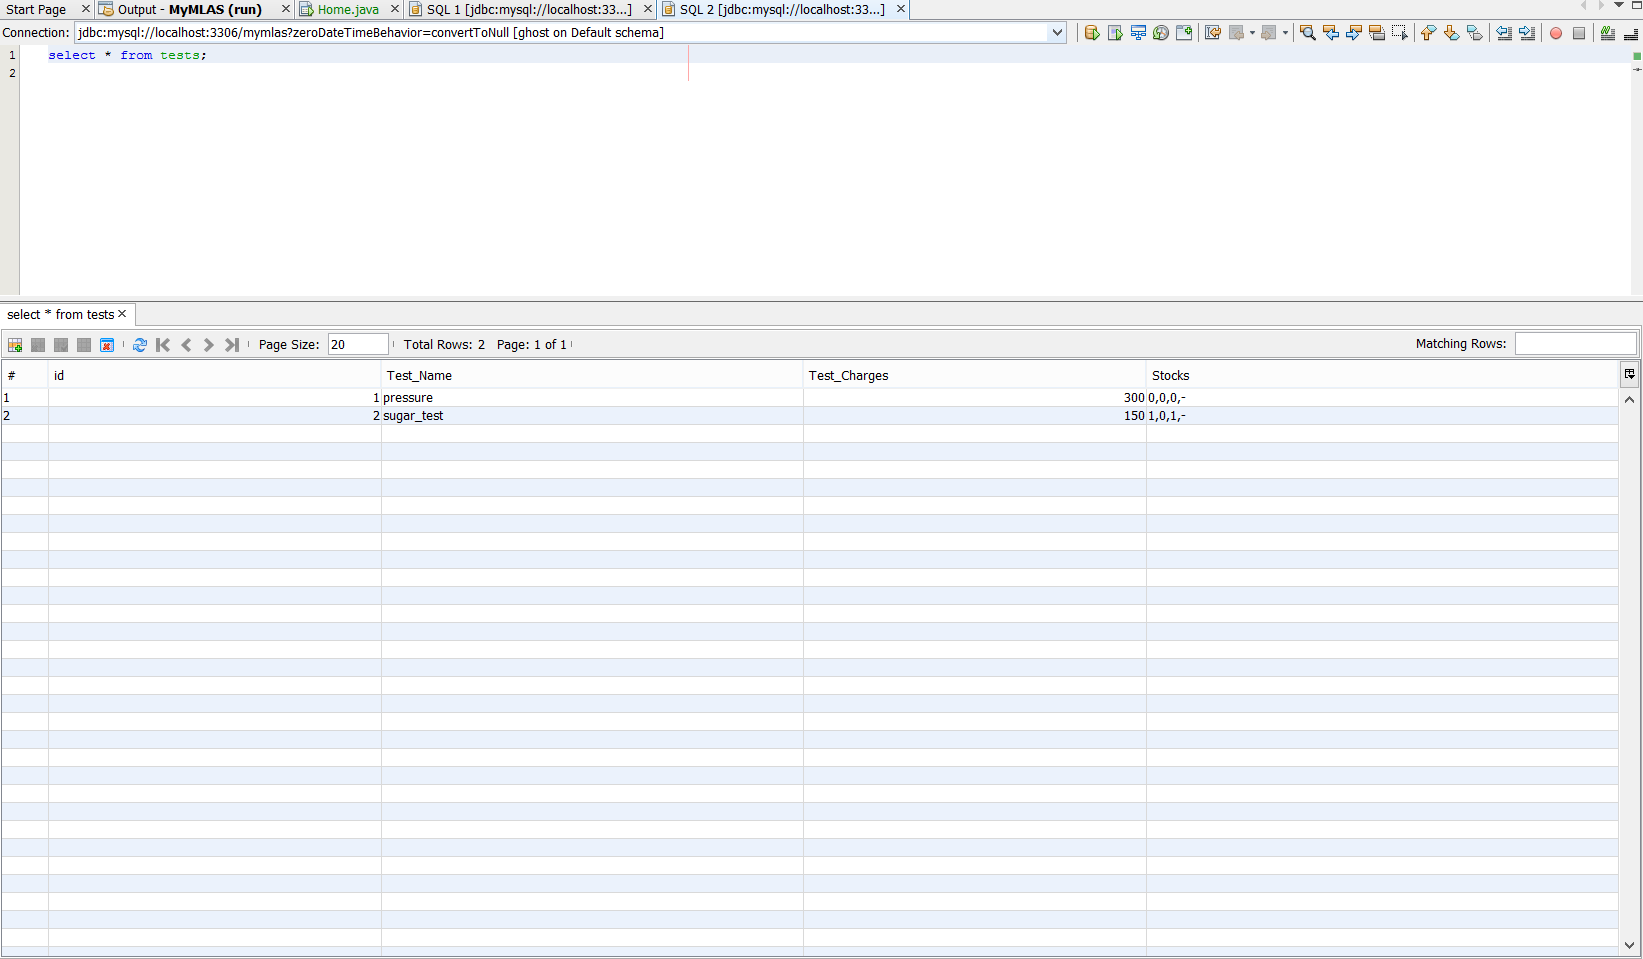 Start Page Output - MyMLAS (run) Home.java SQL 1 [jdbc:mysql://localhost:33...] SQL 2 [jdbc:mysql://localhost:33...]
Connection: jdbc:mysql://localhost:3306/mymlas?zeroDateTimeBehavior=convertToNull [ghost on Default schema]
1 select * from tests;
2
select * from tests
Page Size: 20 Total Rows: 2 Page: 1 of 1 Matching Rows:
# id Test_Name Test_Charges Stocks
1 1 pressure 300 0,0,0,-
2 2 sugar_test 150 1,0,1,-